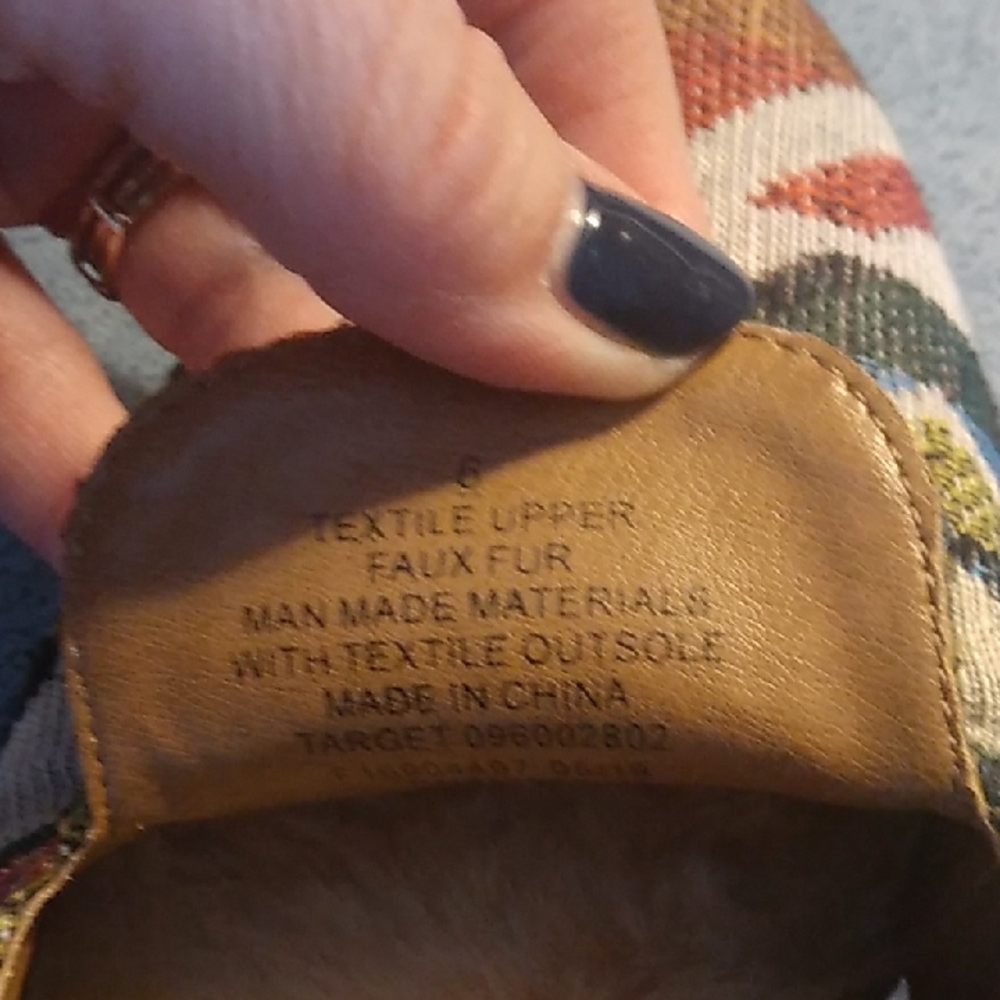 6
TEXTILE UPPER
FAUX FUR
MAN MADE MATERIALS
WITH TEXTILE OUTSOLE
MADE IN CHINA
TARGET 096002802